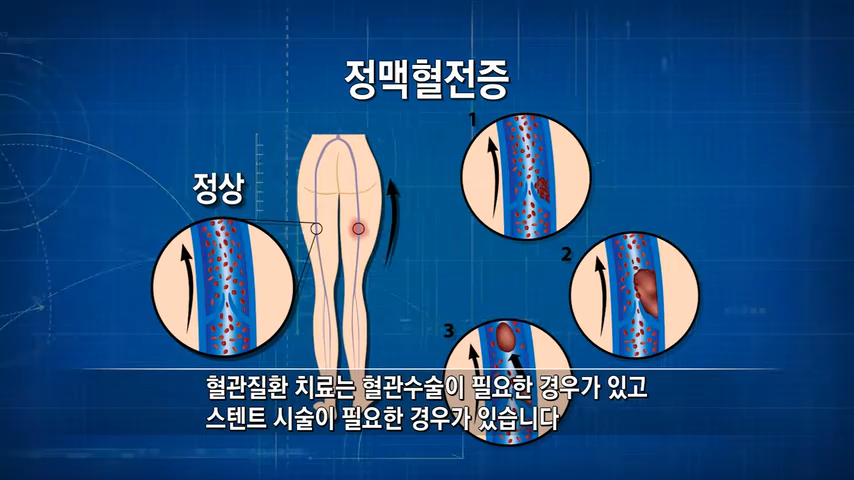 정맥혈전증
1
정상
2
3
혈관질환 치료는 혈관수술이 필요한 경우가 있고
스텐트 시술이 필요한 경우가 있습니다